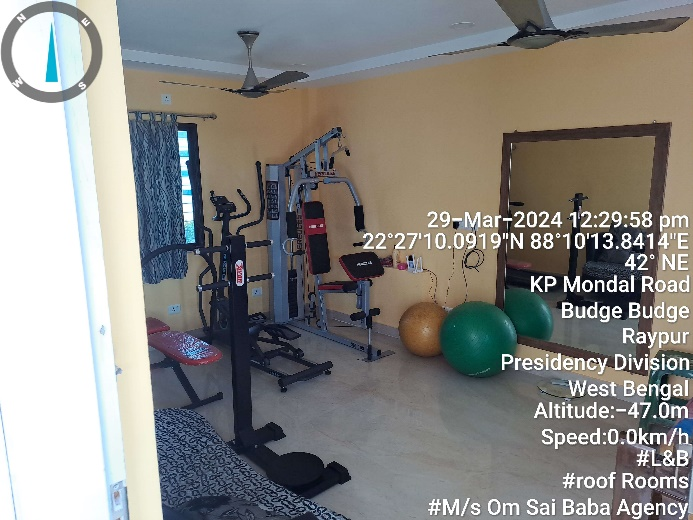 N
E
S
W
29-Mar-2024 12:29:58 pm
22°27'10.0919"N 88°10'13.8414"E
42° NE
KP Mondal Road
Budge Budge
Raypur
Presidency Division
West Bengal
Altitude:-47.0m
Speed:0.0km/h
#L&B
#roof Rooms
#M/s Om Sai Baba Agency